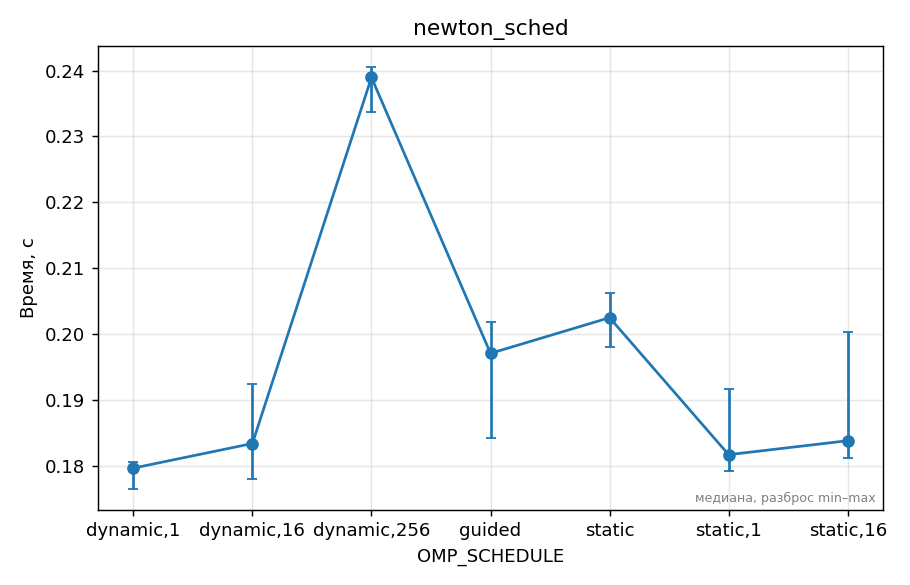 newton_sched
Время, с
0.24
0.23
0.22
0.21
0.20
0.19
0.18
медиана, разброс min–max
dynamic,1 dynamic,16 dynamic,256 guided static static,1 static,16
OMP_SCHEDULE